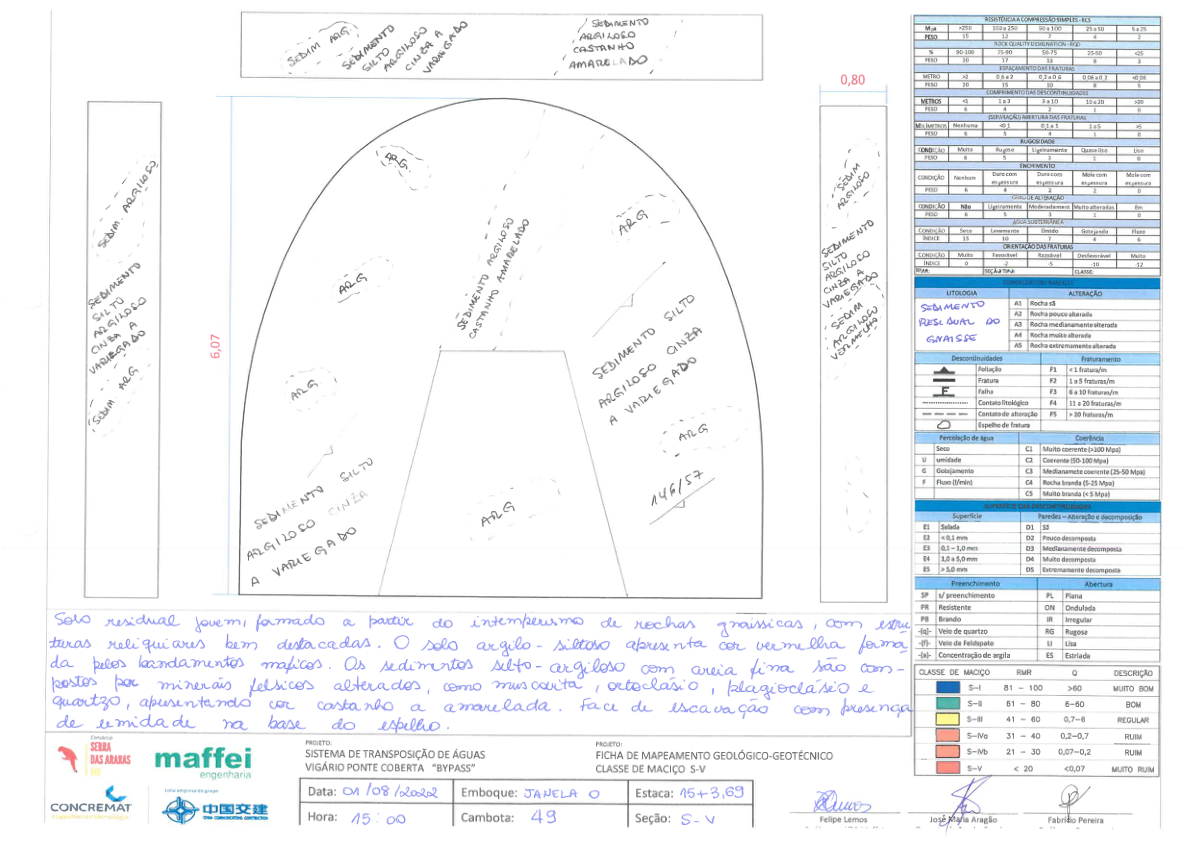 SEDIM ARG
SEDIMENTO
SILTO
ARGILOSO
CINZA A
VARIEGADO
SEDIMENTO
ARGILOSO
CASTANHO
AMARELADO
0,80
6,07
SEDIM. ARGILOSO
SEDIMENTO
SILTO
ARGILOSO
CINZA A
VARIEGADO
SEDIM ARG
ARG
ARG
ARG
SEDIMENTO ARGILOSO
CASTANHO AMARELADO
ARG
SEDIMENTO SILTO
ARGILOSO CINZA
A VARIEGADO
ARG
146/57
ARG
SEDIMENTO SILTO
ARGILOSO CINZA
A VARIEGADO
SEDIM
ARGILOSO
SEDIMENTO
SILTO
ARGILOSO
CINZA A
VARIEGADO
SEDIM
ARGILOSO
VERMELHO
Solo residual jovem, formado a partir do intemperismo de rochas gnáissicas, com estru
turas reliquiares bem destacadas. O solo argilo-siltoso apresenta cor vermelha forma
da pelos bandamentos máficos. Os sedimentos silto-argiloso com areia fina são com-
postos por minerais félsicos alterados, como muscovita, ortoclásio, plagioclásio e
quartzo, apresentando cor castanho a amarelada. Face de escavação com presença
de umidade na base do espelho.
RESISTÊNCIA A COMPRESSÃO SIMPLES - RCS
Mpa >250 100 a 250 50 a 100 25 a 50 5 a 25
PESO 15 12 7 4 2
ROCK QUALITY DESIGNATION - RQD
% 90-100 75-90 50-75 25-50 <25
PESO 20 17 13 8 3
ESPAÇAMENTO DAS FRATURAS
METRO >2 0,6 a 2 0,2 a 0,6 0,06 a 0,2 <0,06
PESO 20 15 10 8 5
COMPRIMENTO DAS DESCONTINUIDADES
METROS <1 1 a 3 3 a 10 10 a 20 >20
PESO 6 4 2 1 0
(SEPARAÇÃO) ABERTURA DAS FRATURAS
MILÍMETROS Nenhuma <0,1 0,1 a 1 1 a 5 >5
PESO 6 5 4 1 0
RUGOSIDADE
CONDIÇÃO Muito Rugoso Ligeiramente Quase liso Liso
PESO 6 5 3 1 0
ENCHIMENTO
CONDIÇÃO Nenhum Duro com espessura Duro com espessura Mole com espessura Mole com espessura
PESO 6 4 2 2 0
GRAU DE ALTERAÇÃO
CONDIÇÃO Não Ligeiramente Moderadament Muito alteradas Em
PESO 6 5 3 1 0
ÁGUA SUBTERRÂNEA
CONDIÇÃO Seco Levemente Úmido Gotejando Fluxo
ÍNDICE 15 10 7 4 0
ORIENTAÇÃO DAS FRATURAS
CONDIÇÃO Muito Favorável Razoável Desfavorável Muito
ÍNDICE 0 -2 -5 -10 -12
RMR: SEÇÃO TIPO: CLASSE:
LITOLOGIA ALTERAÇÃO
SEDIMENTO
RESIDUAL DO
GNAISSE
A1 Rocha sã
A2 Rocha pouco alterada
A3 Rocha medianamente alterada
A4 Rocha muito alterada
A5 Rocha extremamente alterada
Descontinuidades Fraturamento
Foliação F1 < 1 fratura/m
Fratura F2 1 a 5 fraturas/m
F Falha F3 6 a 10 fraturas/m
Contato litológico F4 11 a 20 fraturas/m
Contato de alteração F5 > 20 fraturas/m
Espelho de fratura
Percolação de água Coerência
Seco C1 Muito coerente (>100 Mpa)
U umidade C2 Coerente (50-100 Mpa)
G Gotejamento C3 Medianamete coerente (25-50 Mpa)
F Fluxo (l/min) C4 Rocha branda (5-25 Mpa)
C5 Muito branda (< 5 Mpa)
SUPERFÍCIE DAS DESCONTINUIDADES
Superfície Paredes – Alteração e decomposição
E1 Selada D1 Sã
E2 < 0,1 mm D2 Pouco decomposta
E3 0,1 – 1,0 mm D3 Medianamente decomposta
E4 1,0 a 5,0 mm D4 Muito decomposta
E5 > 5,0 mm D5 Extremamente decomposta
Preenchimento Abertura
SP s/ preenchimento PL Plana
PR Resistente ON Ondulada
PB Brando IR Irregular
-(q)- Veio de quartzo RG Rugosa
-(f)- Veio de Feldspato LI Lisa
-(a)- Concentração de argila ES Estriada
CLASSE DE MACIÇO RMR Q DESCRIÇÃO
S-I 81 – 100 >60 MUITO BOM
S-II 61 – 80 6-60 BOM
S-III 41 – 60 0,7-6 REGULAR
S-IVa 31 – 40 0,2-0,7 RUIM
S-IVb 21 – 30 0,07-0,2 RUIM
S-V < 20 <0,07 MUITO RUIM
SERRA
DAS ARARAS
maffei
engenharia
CONCREMAT
中国交建
PROJETO:
SISTEMA DE TRANSPOSIÇÃO DE ÁGUAS
VIGÁRIO PONTE COBERTA "BYPASS"
PROJETO:
FICHA DE MAPEAMENTO GEOLÓGICO-GEOTÉCNICO
CLASSE DE MACIÇO S-V
Data: 01/08/2022 Emboque: JANELA O Estaca: 15+3,69
Hora: 15:00 Cambota: 49 Seção: S-V
Felipe Lemos
José Maria Aragão
Fabrício Pereira